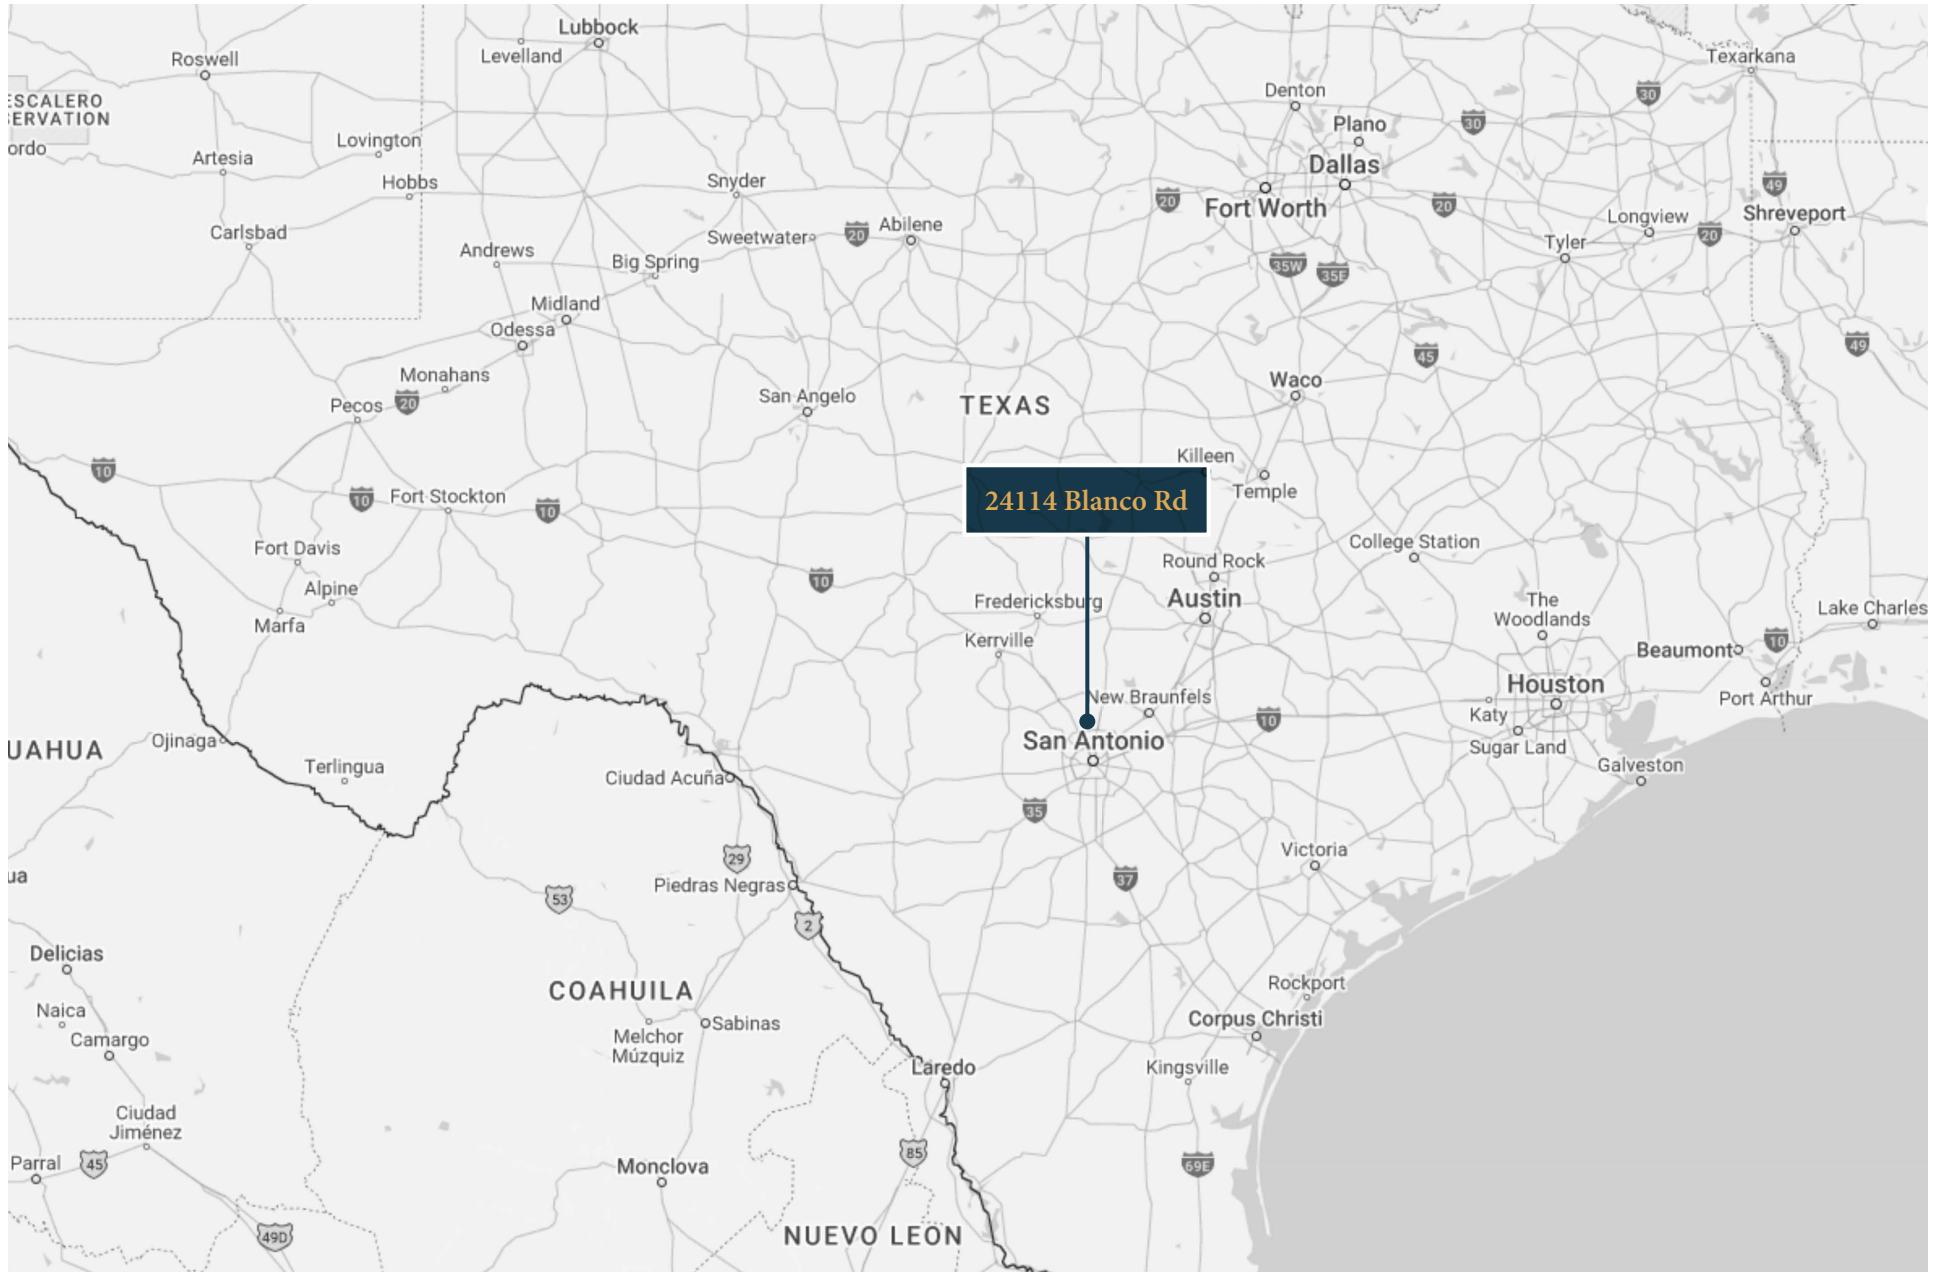 Lubbock
Levelland
Roswell
Texarkana
ESCALERO
SERVATION
Denton
30
30
Plano
Lovington
ordo
Artesia
Dallas
Hobbs
Snyder
49
20
Fort Worth
20
Longview
Shreveport
Carlsbad
Sweetwater
20
Abilene
20
Andrews
Tyler
Big Spring
35W
35E
Midland
Odessa
49
45
Monahans
Waco
Pecos
20
San Angelo
TEXAS
Killeen
10
Temple
10
Fort Stockton
10
24114 Blanco Rd
Fort Davis
College Station
Round Rock
10
Alpine
Fredericksburg
Austin
The
Woodlands
Lake Charles
Marfa
Kerrville
10
Beaumont
Houston
New Braunfels
Port Arthur
Katy
10
Ojinaga
San Antonio
Sugar Land
UAHUA
Terlingua
Ciudad Acuña
Galveston
35
Victoria
29
Piedras Negras
37
ua
53
2
Delicias
COAHUILA
Rockport
Naica
Sabinas
Corpus Christi
Camargo
Melchor
Múzquiz
Laredo
Kingsville
Ciudad
Jiménez
85
Parral
45
Monclova
69E
49D
NUEVO LEON